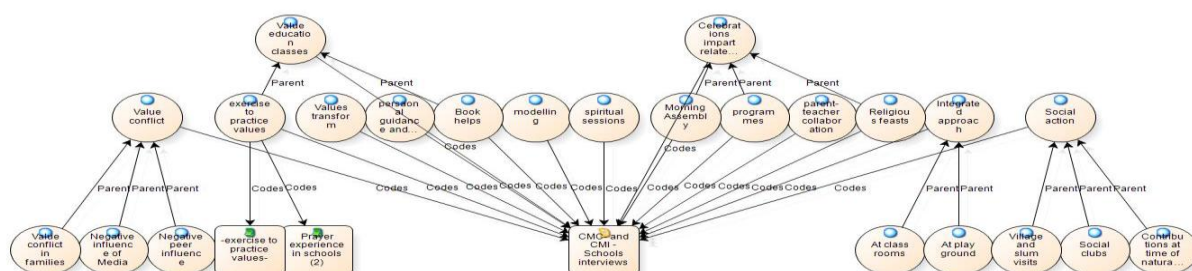 Value
educatio
n
classes
Celebrat
ions
impart
relate...
Parent
Parent
Parent
Parent
Value
conflict
exercise
to
practice
values
Values
transfor
m
personal
guidance
and...
Book
helps
modellin
g
spiritual
sessions
Morning
Assembl
y
program
mes
parent-
teacher
collabor
ation
Religiou
s feasts
Integrate
d
approac
h
Social
action
Codes
Codes
Parent
Parent
Parent
Codes
Codes
Codes
Codes
Codes
Codes
Codes
Codes
Codes
Codes
Codes
Codes
Codes
Codes
Parent
Parent
Parent
Parent
Parent
Value
conflict
in
families
Negative
influenc
e of Media
Negative
peer
influenc
e
-exercise to
practice
values-
Prayer
experience
in schools
(2)
CMC and
CMI -
Schools
interviews
At class
rooms
At play
ground
Village
and
slum
visits
Social
clubs
Contribu
tions at
time of
natura...